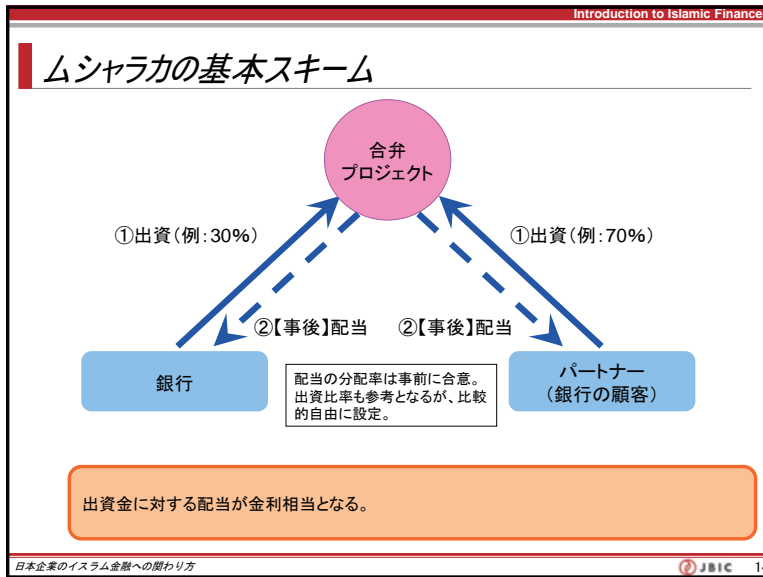 Introduction to Islamic Finance
ムシャラカの基本スキーム
合弁
プロジェクト
①出資(例:30%)
①出資(例:70%)
②【事後】配当
②【事後】配当
銀行
配当の分配率は事前に合意。
出資比率も参考となるが、比較
的自由に設定。
パートナー
(銀行の顧客)
出資金に対する配当が金利相当となる。
日本企業のイスラム金融への関わり方
JBIC